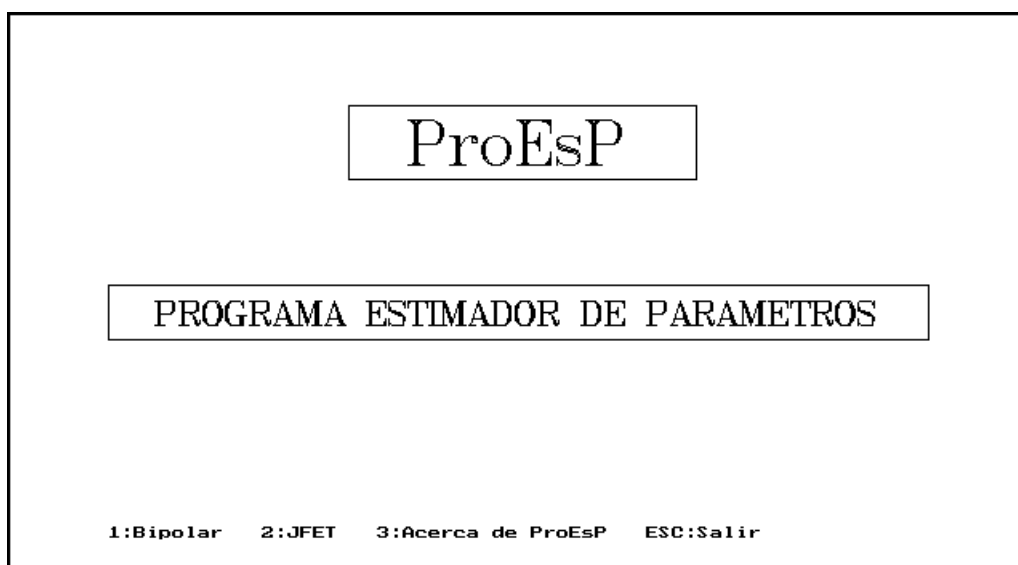 ProEsP
PROGRAMA ESTIMADOR DE PARAMETROS
1:Bipolar 2:JFET 3:Acerca de ProEsP ESC:Salir